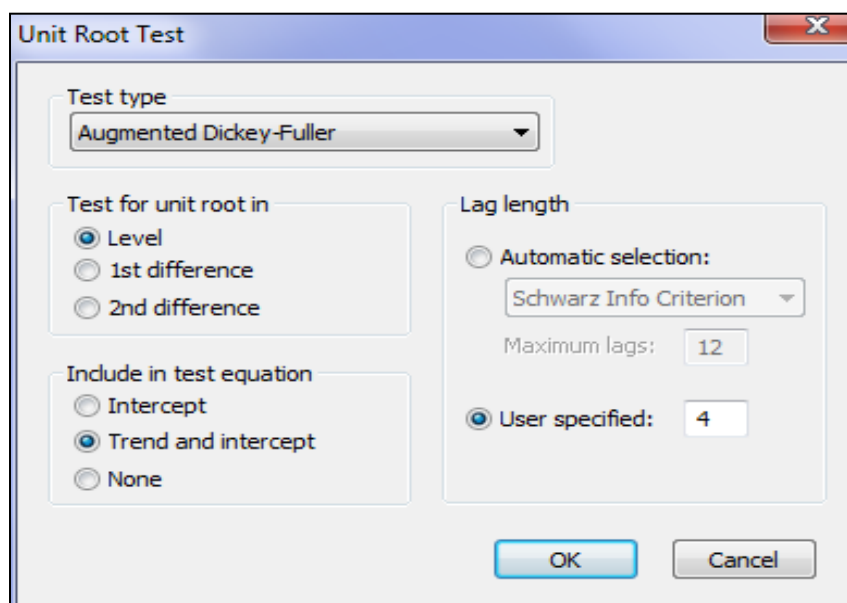 Unit Root Test
Test type
Augmented Dickey-Fuller
Test for unit root in
Level
1st difference
2nd difference
Include in test equation
Intercept
Trend and intercept
None
Lag length
Automatic selection:
Schwarz Info Criterion
Maximum lags: 12
User specified: 4
OK
Cancel